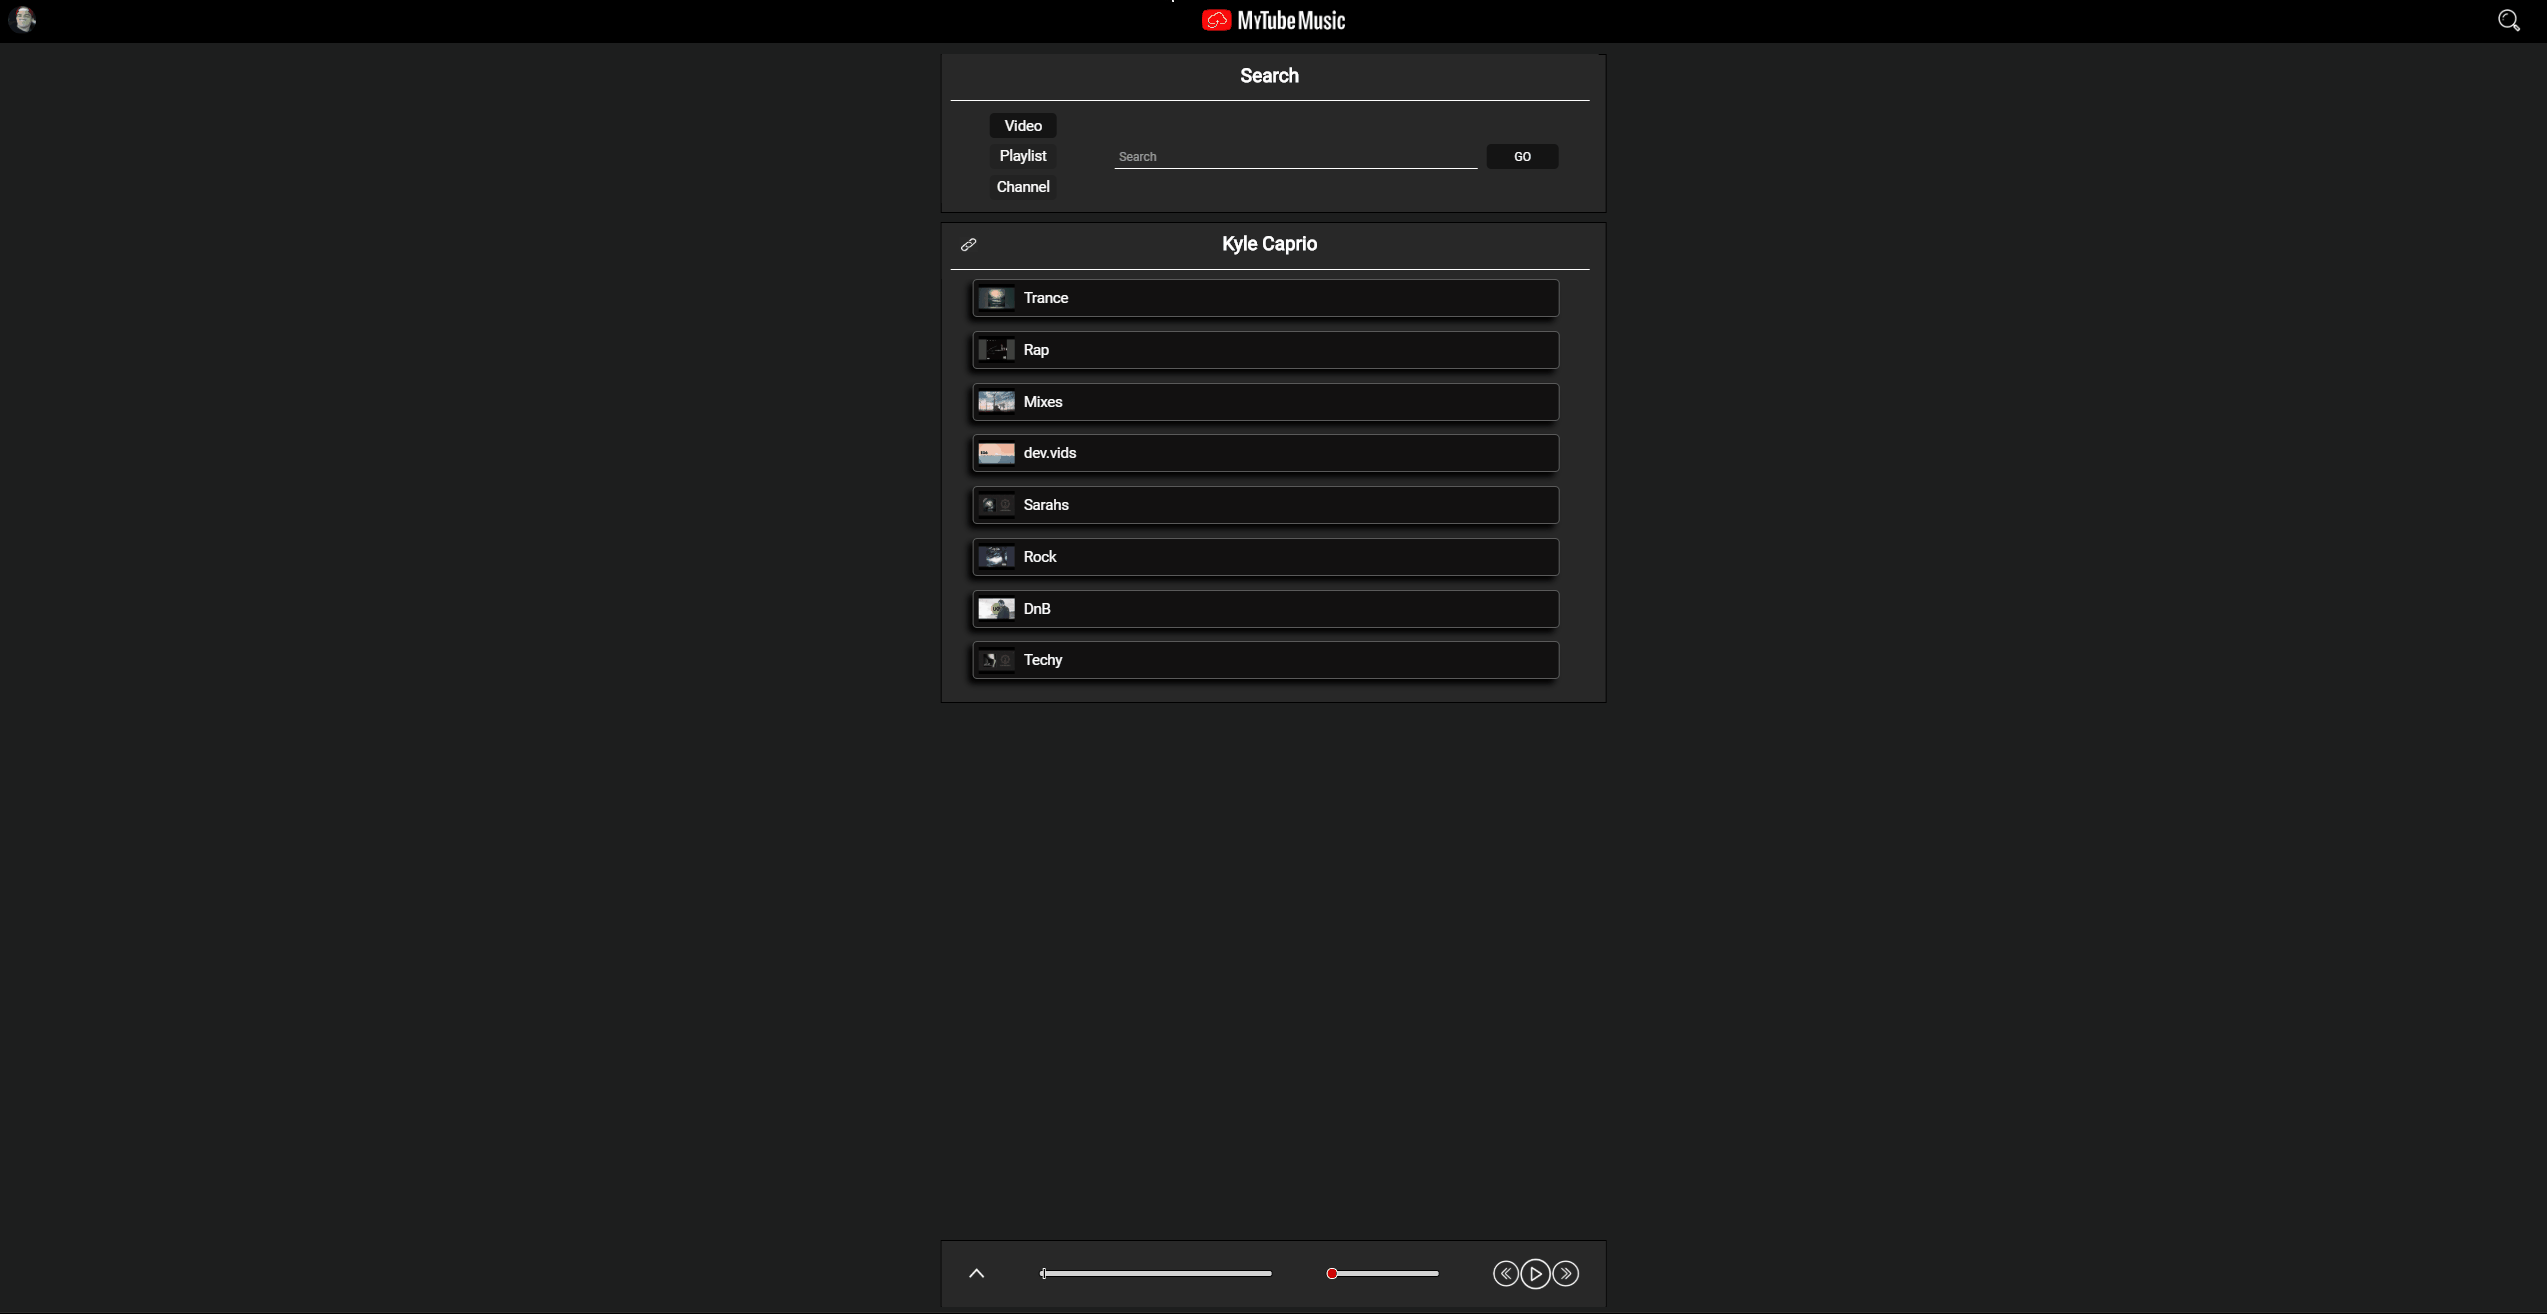 MyTube Music
Search
Video
Playlist
Search
GO
Channel
Kyle Caprio
Trance
Rap
Mixes
dev.vids
Sarahs
Rock
DnB
Techy